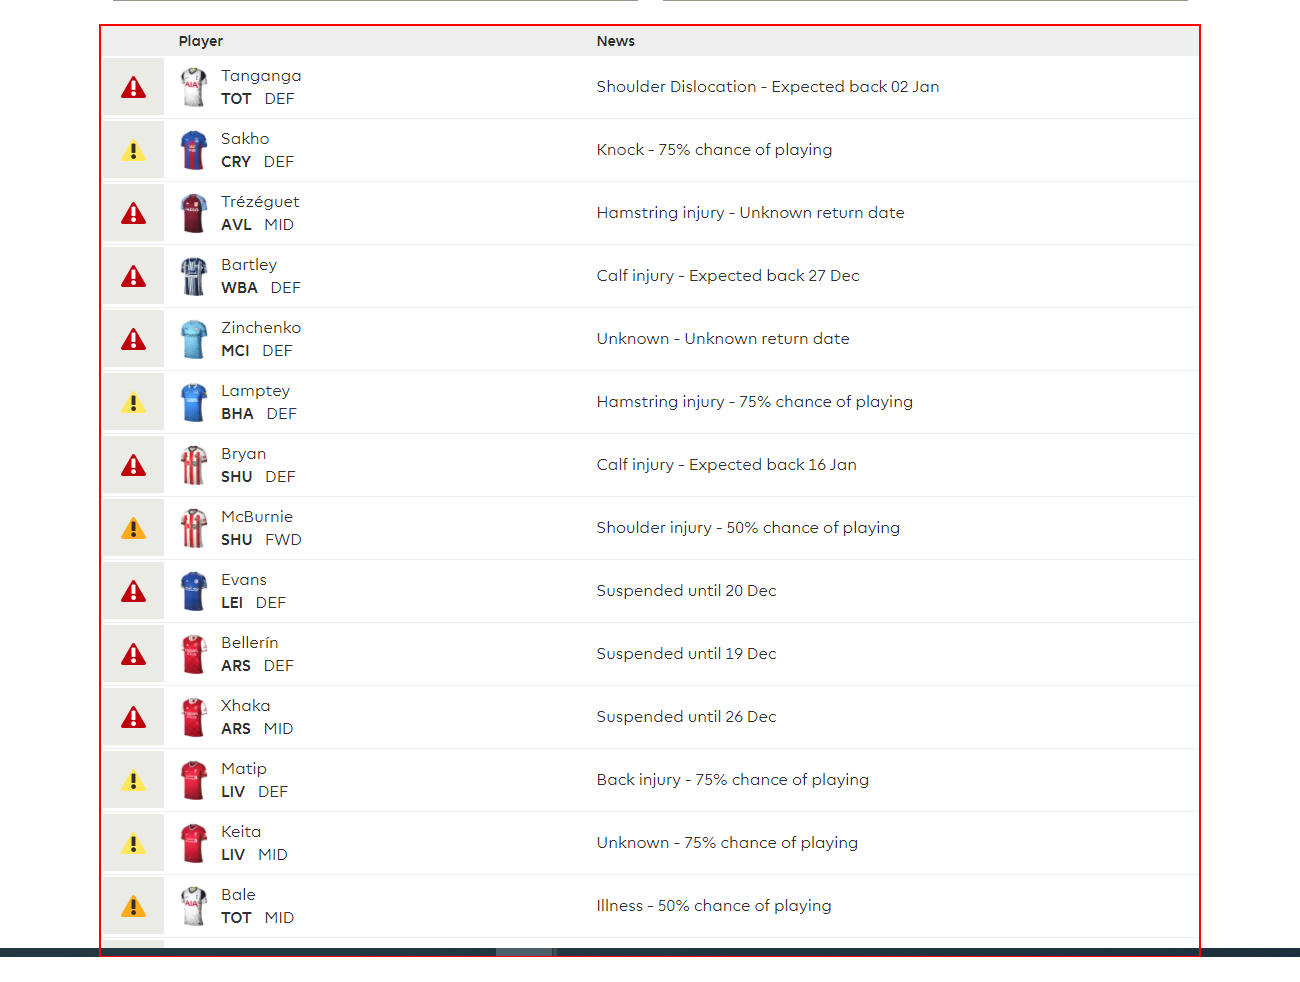 Player News
Tanganga
TOT DEF
Shoulder Dislocation - Expected back 02 Jan
Sakho
CRY DEF
Knock - 75% chance of playing
Trézéguet
AVL MID
Hamstring injury - Unknown return date
Bartley
WBA DEF
Calf injury - Expected back 27 Dec
Zinchenko
MCI DEF
Unknown - Unknown return date
Lamptey
BHA DEF
Hamstring injury - 75% chance of playing
Bryan
SHU DEF
Calf injury - Expected back 16 Jan
McBurnie
SHU FWD
Shoulder injury - 50% chance of playing
Evans
LEI DEF
Suspended until 20 Dec
Bellerín
ARS DEF
Suspended until 19 Dec
Xhaka
ARS MID
Suspended until 26 Dec
Matip
LIV DEF
Back injury - 75% chance of playing
Keita
LIV MID
Unknown - 75% chance of playing
Bale
TOT MID
Illness - 50% chance of playing